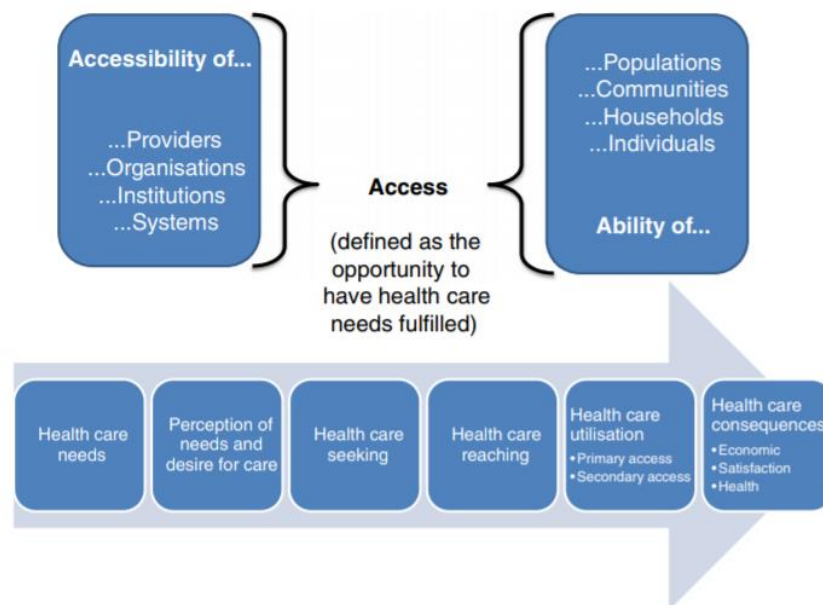 Accessibility of...
...Providers
...Organisations
...Institutions
...Systems
Access
(defined as the
opportunity to
have health care
needs fulfilled)
...Populations
...Communities
...Households
...Individuals
Ability of...
Health care
needs
Perception of
needs and
desire for care
Health care
seeking
Health care
reaching
Health care
utilisation
• Primary access
• Secondary access
Health care
consequences
• Economic
• Satisfaction
• Health